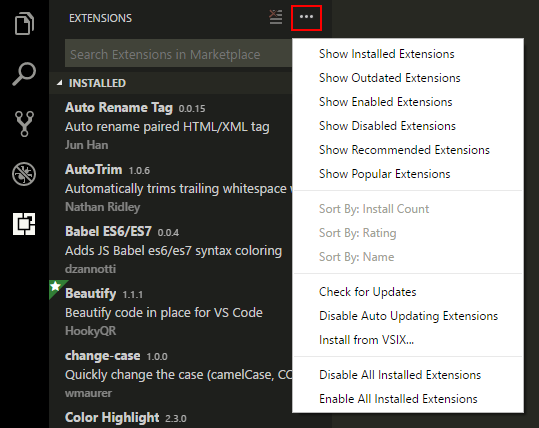 EXTENSIONS
Search Extensions in Marketplace
INSTALLED
Auto Rename Tag 0.0.15
Auto rename paired HTML/XML tag
Jun Han
AutoTrim 1.0.6
Automatically trims trailing whitespace
Nathan Ridley
Babel ES6/ES7 0.0.4
Adds JS Babel es6/es7 syntax coloring
dzannotti
Beautify 1.1.1
Beautify code in place for VS Code
HookyQR
change-case 1.0.0
Quickly change the case (camelCase,
wmaurer
Color Highlight 2.3.0
Show Installed Extensions
Show Outdated Extensions
Show Enabled Extensions
Show Disabled Extensions
Show Recommended Extensions
Show Popular Extensions
Sort By: Install Count
Sort By: Rating
Sort By: Name
Check for Updates
Disable Auto Updating Extensions
Install from VSIX...
Disable All Installed Extensions
Enable All Installed Extensions